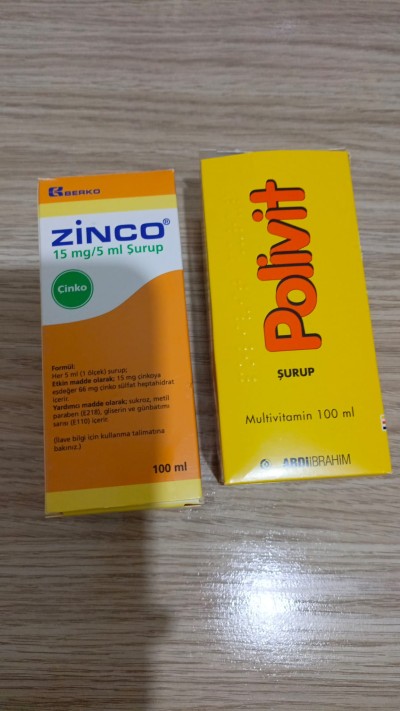 BERKO
ZiNCO®
15 mg/5 ml Şurup
Çinko
Formül:
Her 5 ml (1 ölçek) şurup;
Etkin madde olarak; 15 mg çinkoya
eşdeğer 66 mg çinko sülfat heptahidrat
içerir.
Yardımcı madde olarak; sukroz, metil
paraben (E218), gliserin ve günbatımı
sarısı (E110) içerir.
(İlave bilgi için kullanma talimatına
bakınız.)
100 ml
Polivit
ŞURUP
Multivitamin 100 ml
ABDİİBRAHİM